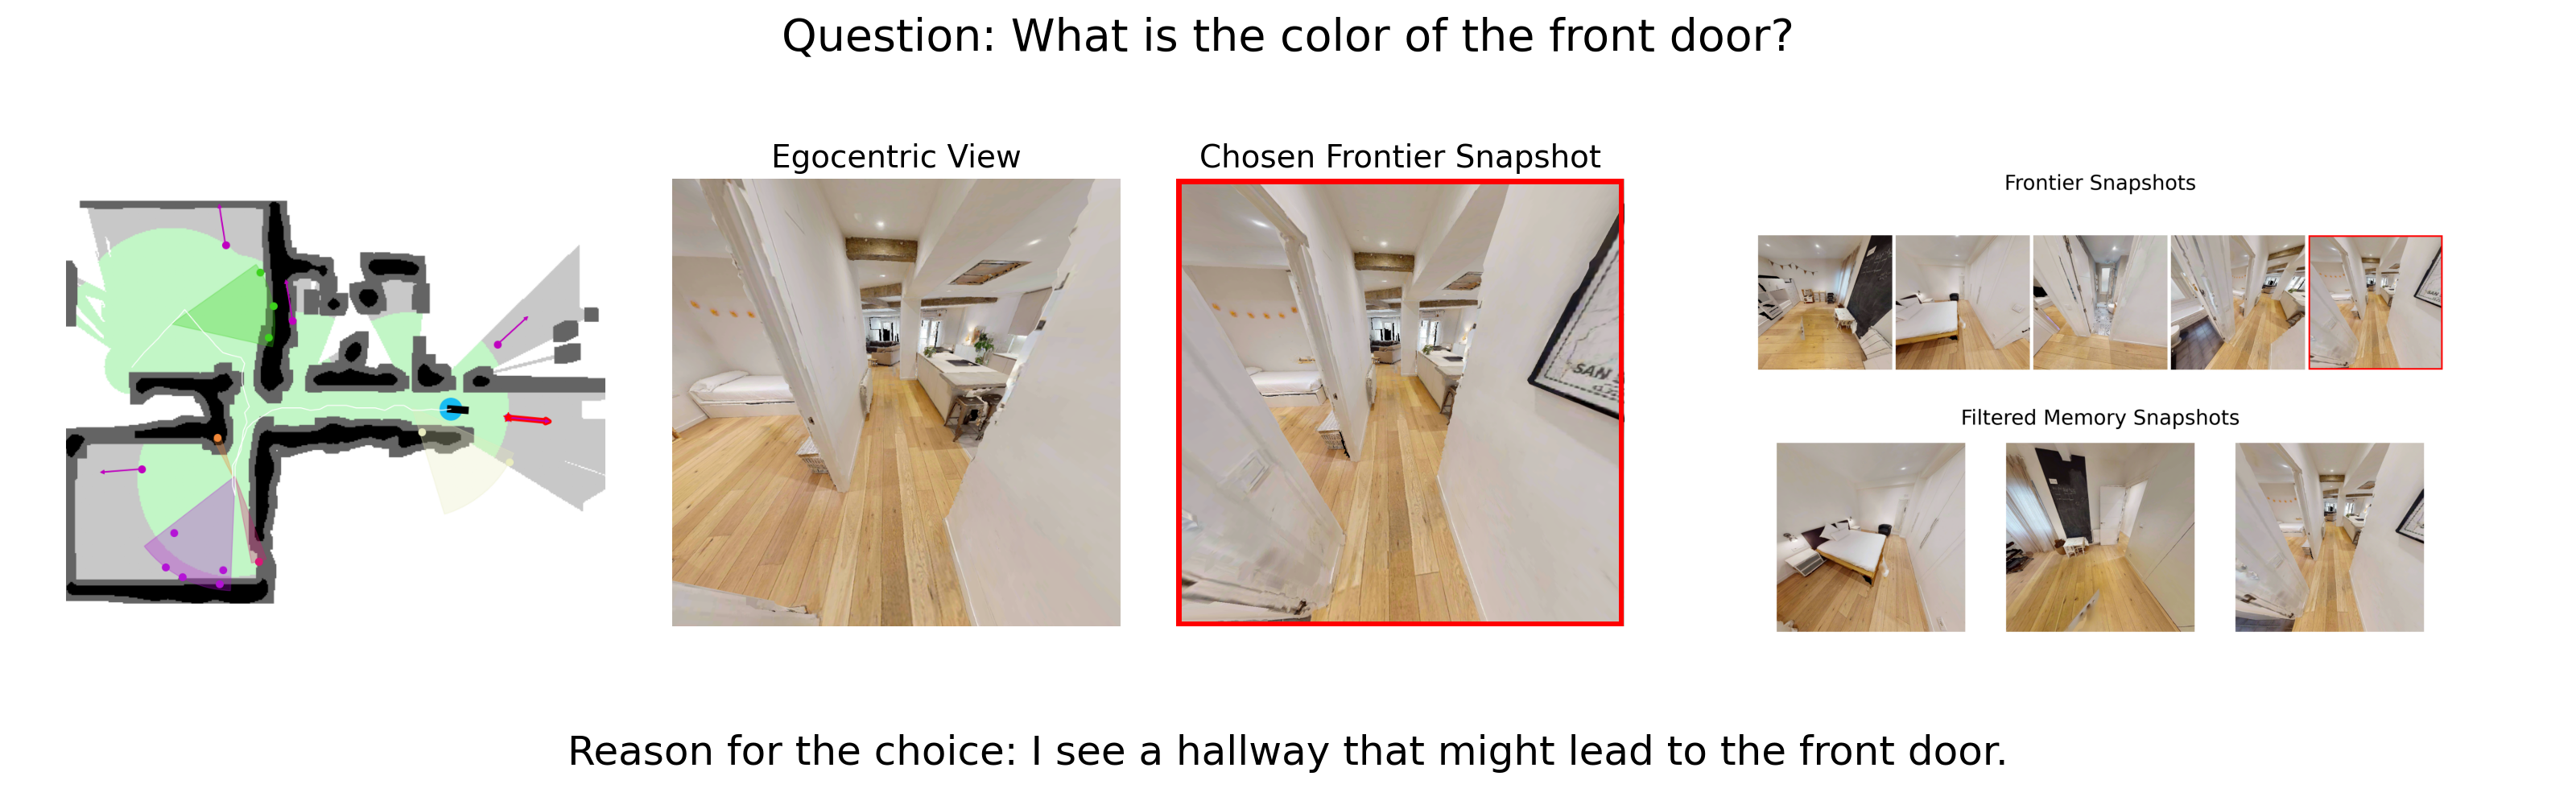 Question: What is the color of the front door?
Egocentric View
Chosen Frontier Snapshot
Frontier Snapshots
SAN
Filtered Memory Snapshots
Reason for the choice: I see a hallway that might lead to the front door.